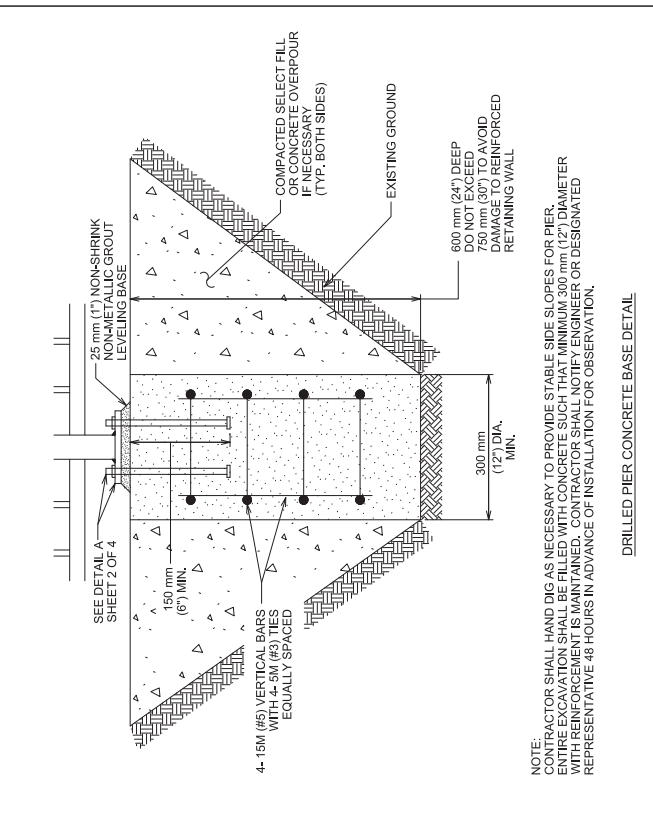 SEE DETAIL A
SHEET 2 OF 4
25 mm (1") NON-SHRINK
NON-METALLIC GROUT
LEVELING BASE
COMPACTED SELECT FILL
OR CONCRETE OVERPOUR
IF NECESSARY
(TYP. BOTH SIDES)
150 mm
(6") MIN.
EXISTING GROUND
4- 15M (#5) VERTICAL BARS
WITH 4- 5M (#3) TIES
EQUALLY SPACED
600 mm (24") DEEP
DO NOT EXCEED
750 mm (30") TO AVOID
DAMAGE TO REINFORCED
RETAINING WALL
300 mm
(12") DIA.
MIN.
NOTE:
CONTRACTOR SHALL HAND DIG AS NECESSARY TO PROVIDE STABLE SIDE SLOPES FOR PIER.
ENTIRE EXCAVATION SHALL BE FILLED WITH CONCRETE SUCH THAT MINIMUM 300 mm (12") DIAMETER
WITH REINFORCEMENT IS MAINTAINED. CONTRACTOR SHALL NOTIFY ENGINEER OR DESIGNATED
REPRESENTATIVE 48 HOURS IN ADVANCE OF INSTALLATION FOR OBSERVATION.
DRILLED PIER CONCRETE BASE DETAIL